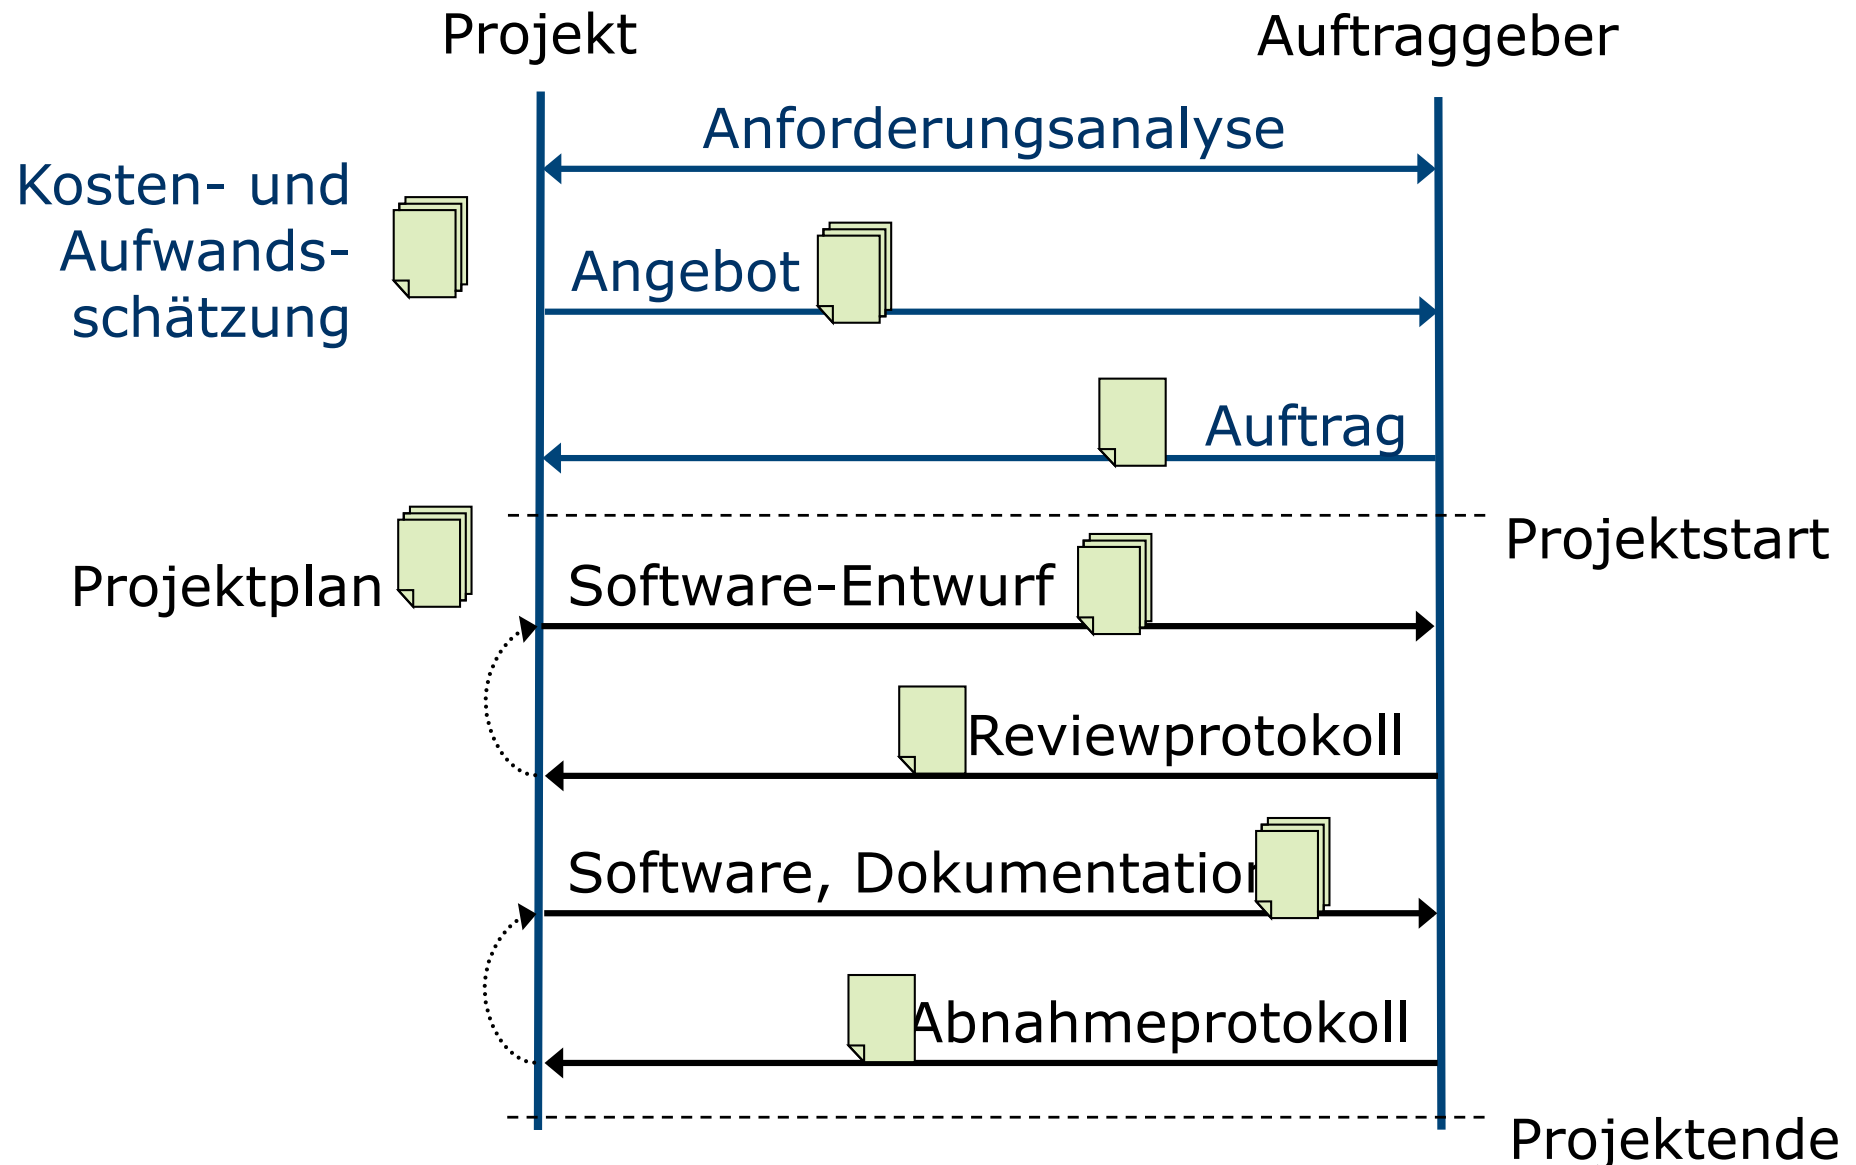 Projekt
Auftraggeber
Anforderungsanalyse
Kosten- und
Aufwands-
schätzung
Angebot
Auftrag
Projektstart
Projektplan
Software-Entwurf
Reviewprotokoll
Software, Dokumentation
Abnahmeprotokoll
Projektende